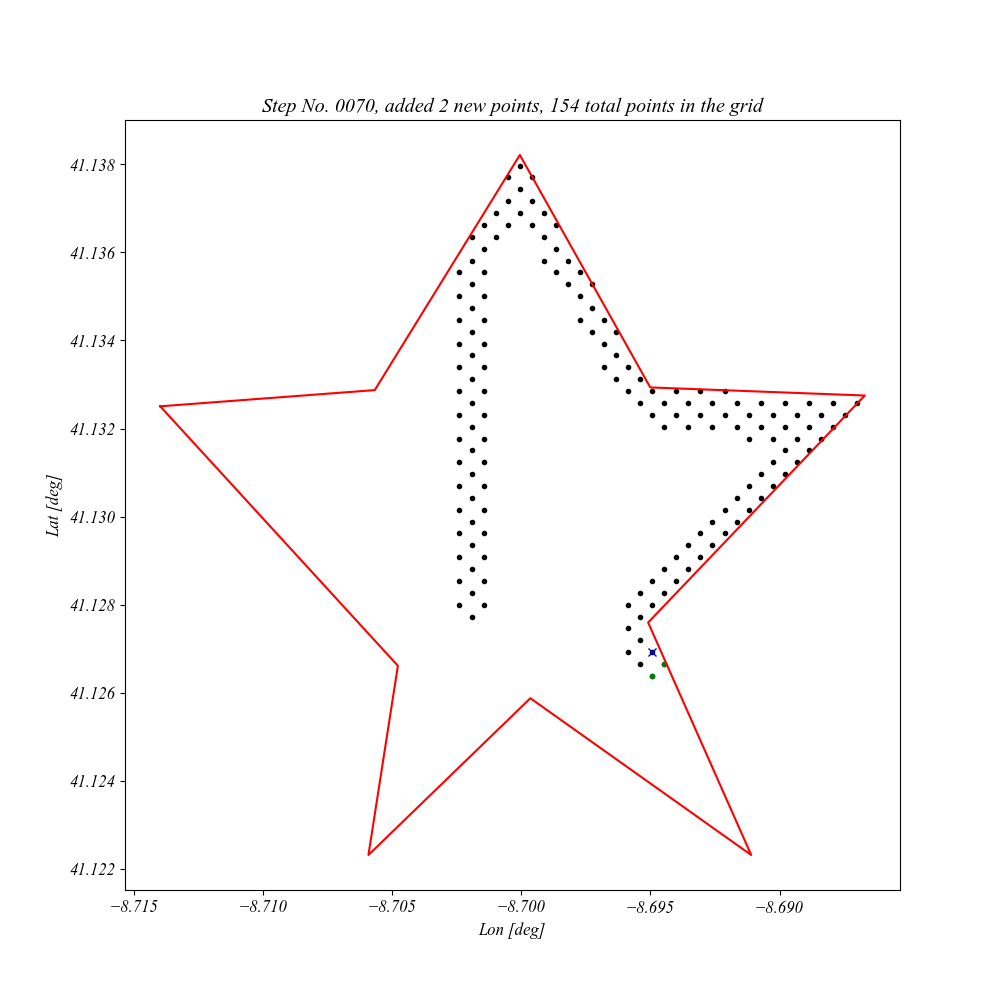 Step No. 0070, added 2 new points, 154 total points in the grid
41.138
41.136
41.134
41.132
41.130
41.128
41.126
41.124
41.122
Lat [deg]
−8.715 −8.710 −8.705 −8.700 −8.695 −8.690
Lon [deg]